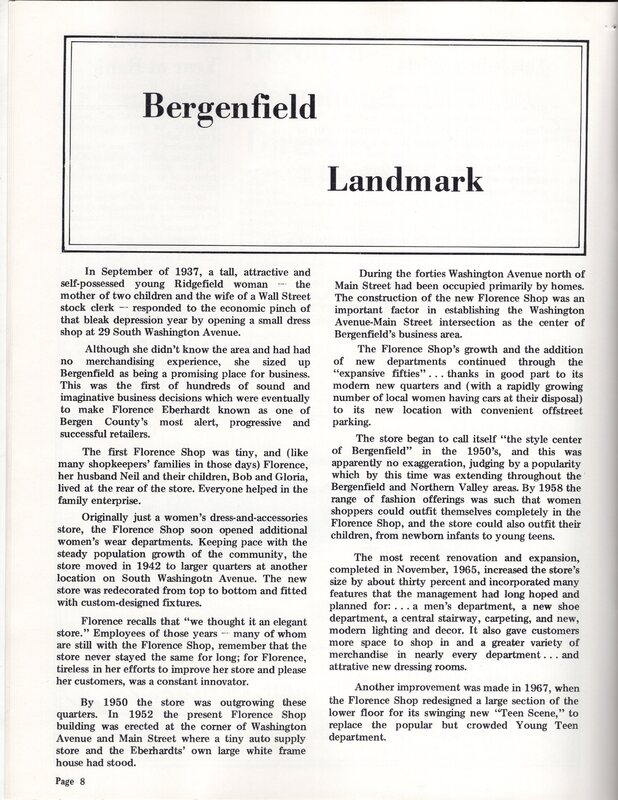 Bergenfield
Landmark
In September of 1937, a tall, attractive and
self-possessed young Ridgefield woman — the
mother of two children and the wife of a Wall Street
stock clerk — responded to the economic pinch of
that bleak depression year by opening a small dress
shop at 29 South Washington Avenue.
Although she didn't know the area and had had
no merchandising experience, she sized up
Bergenfield as being a promising place for business.
This was the first of hundreds of sound and
imaginative business decisions which were eventually
to make Florence Eberhardt known as one of
Bergen County's most alert, progressive and
successful retailers.
The first Florence Shop was tiny, and (like
many shopkeepers' families in those days) Florence,
her husband Neil and their children, Bob and Gloria,
lived at the rear of the store. Everyone helped in the
family enterprise.
Originally just a women's dress-and-accessories
store, the Florence Shop soon opened additional
women's wear departments. Keeping pace with the
steady population growth of the community, the
store moved in 1942 to larger quarters at another
location on South Washingotn Avenue. The new
store was redecorated from top to bottom and fitted
with custom-designed fixtures.
Florence recalls that "we thought it an elegant
store." Employees of those years — many of whom
are still with the Florence Shop, remember that the
store never stayed the same for long; for Florence,
tireless in her efforts to improve her store and please
her customers, was a constant innovator.
By 1950 the store was outgrowing these
quarters. In 1952 the present Florence Shop
building was erected at the corner of Washington
Avenue and Main Street where a tiny auto supply
store and the Eberhardts' own large white frame
house had stood.
Page 8
During the forties Washington Avenue north of
Main Street had been occupied primarily by homes.
The construction of the new Florence Shop was an
important factor in establishing the Washington
Avenue-Main Street intersection as the center of
Bergenfield's business area.
The Florence Shop's growth and the addition
of new departments continued through the
"expansive fifties" . . . thanks in good part to its
modern new quarters and (with a rapidly growing
number of local women having cars at their disposal)
to its new location with convenient offstreet
parking.
The store began to call itself "the style center
of Bergenfield" in the 1950's, and this was
apparently no exaggeration, judging by a popularity
which by this time was extending throughout the
Bergenfield and Northern Valley areas. By 1958 the
range of fashion offerings was such that women
shoppers could outfit themselves completely in the
Florence Shop, and the store could also outfit their
children, from newborn infants to young teens.
The most recent renovation and expansion,
completed in November, 1965, increased the store's
size by about thirty percent and incorporated many
features that the management had long hoped and
planned for: . . . a men's department, a new shoe
department, a central stairway, carpeting, and new,
modern lighting and decor. It also gave customers
more space to shop in and a greater variety of
merchandise in nearly every department . . . and
attrative new dressing rooms.
Another improvement was made in 1967, when
the Florence Shop redesigned a large section of the
lower floor for its swinging new "Teen Scene," to
replace the popular but crowded Young Teen
department.